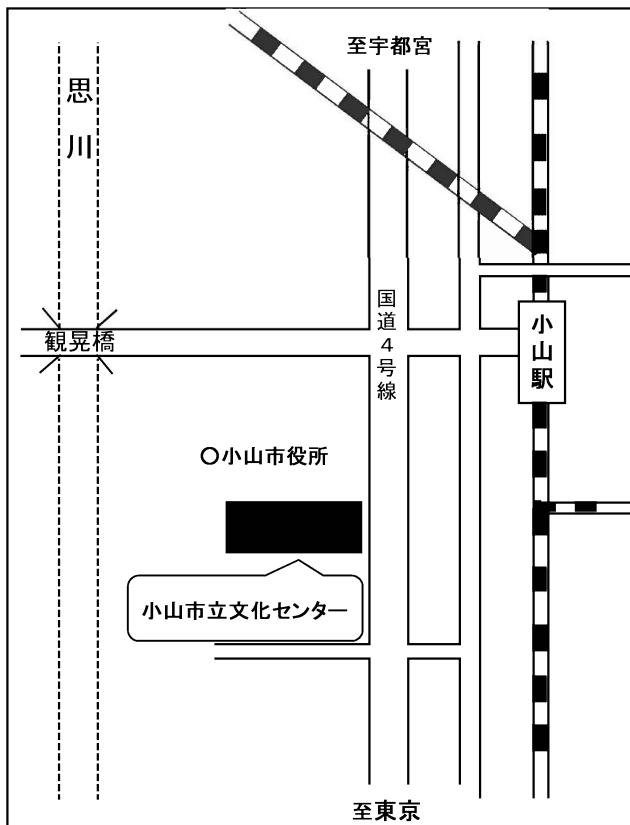 至宇都宮
思川
国道4号線
小山駅
観晃橋
小山市役所
小山市立文化センター
至東京